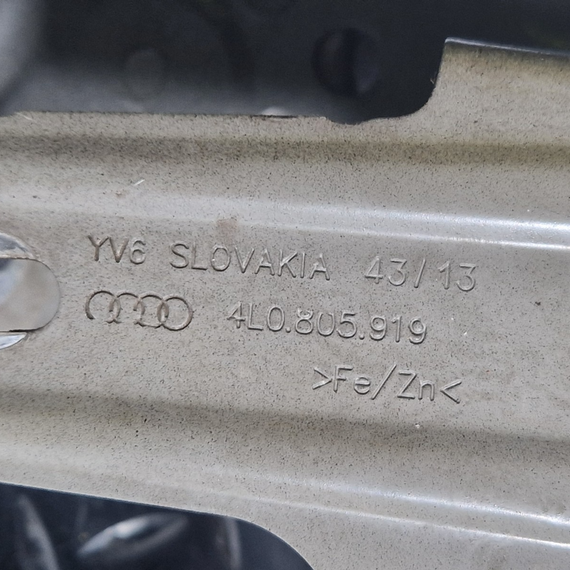 YV6 SLOVAKIA 43/13
4L0.805.919
>Fe/Zn<